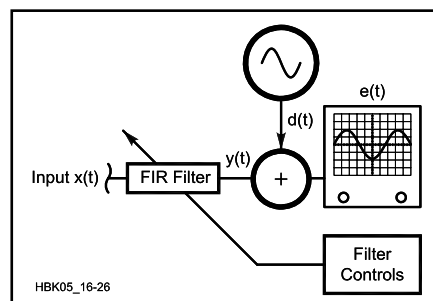 e(t)
d(t)
Input x(t)
FIR Filter
y(t)
+
Filter
Controls
HBK05_16-26